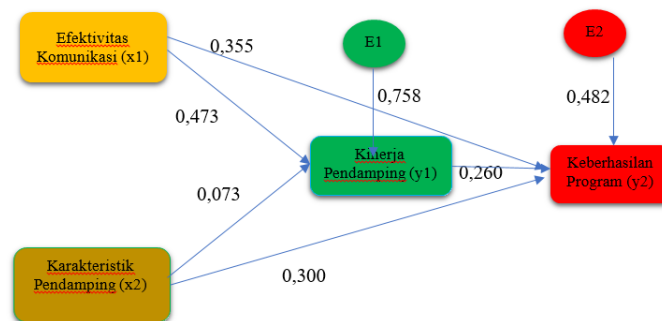 Efektivitas
Komunikasi (x1)
E1
E2
0,355
0,758
0,482
0,473
Kinerja
Pendamping (y1)
Keberhasilan
Program (y2)
0,260
0,073
Karakteristik
Pendamping (x2)
0,300